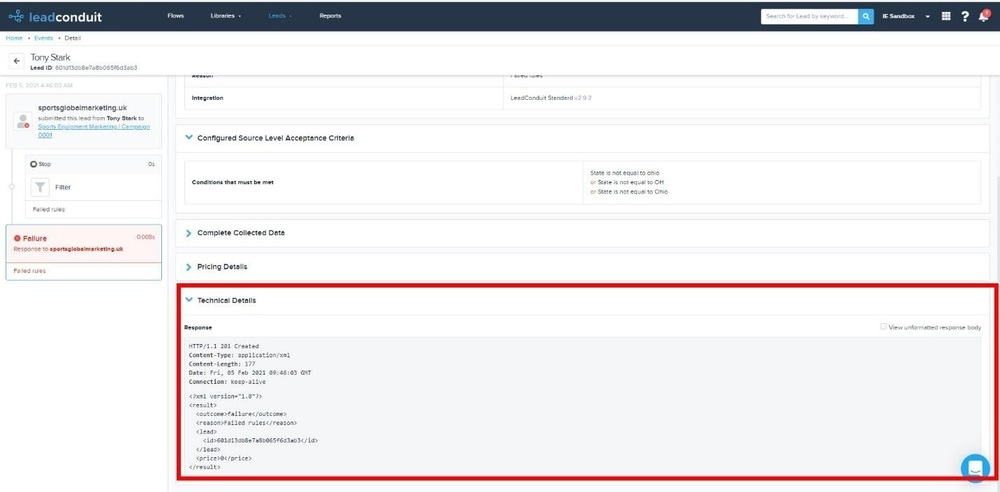 leadconduit
Flows
Libraries
Leads
Reports
Search for Lead by keyword...
IE Sandbox
Home
Events
Detail
Tony Stark
Lead ID: 601d13db8e7a8b065f6d3ab3
FEB 5, 2021 4:46:03 AM
sportsglobalmarketing.uk
submitted this lead from Tony Stark to
Sports Equipment Marketing | Campaign
0001
Stop
0s
Filter
Failed rules
Failure
0.008s
Response to sportsglobalmarketing.uk
Failed rules
Reason
Failed rules
Integration
LeadConduit Standard v2.9.2
Configured Source Level Acceptance Criteria
Conditions that must be met
State is not equal to ohio
or State is not equal to OH
or State is not equal to Ohio
Complete Collected Data
Pricing Details
Technical Details
Response
View unformatted response body
HTTP/1.1 201 Created
Content-Type: application/xml
Content-Length: 177
Date: Fri, 05 Feb 2021 09:46:03 GMT
Connection: keep-alive
<?xml version="1.0"?>
<result>
<outcome>failure</outcome>
<reason>Failed rules</reason>
<lead>
<id>601d13db8e7a8b065f6d3ab3</id>
</lead>
<price>0</price>
</result>